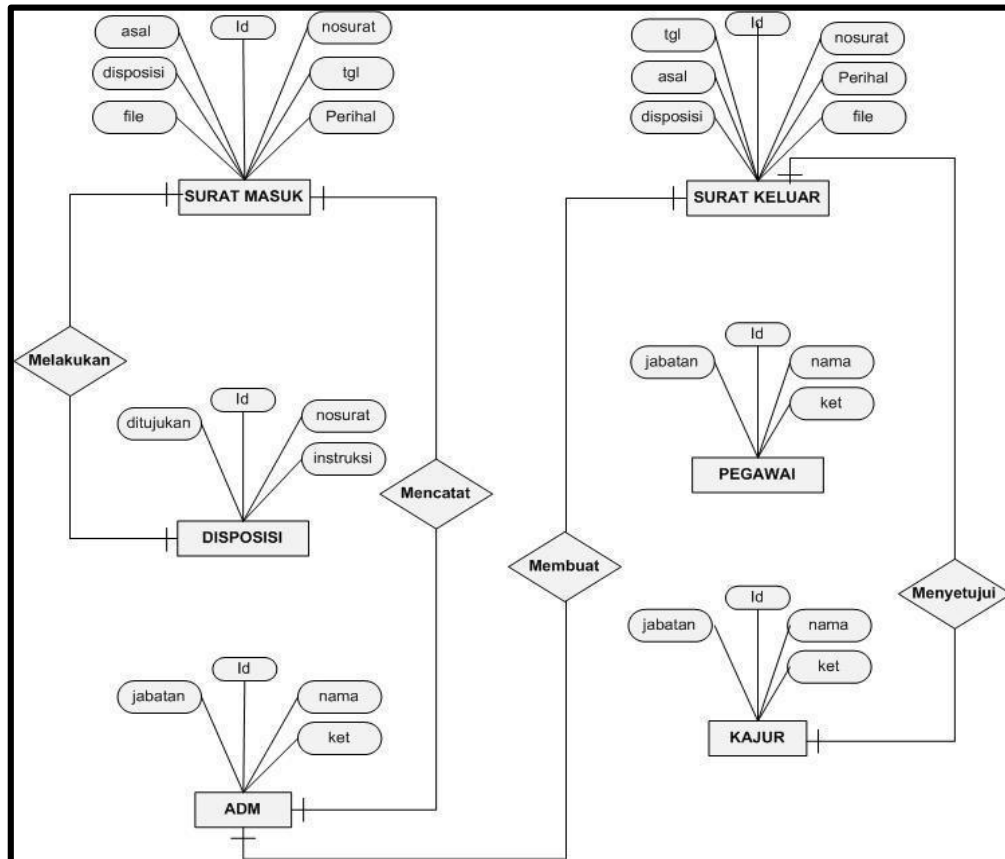 asal
Id
nosurat
disposisi
tgl
file
Perihal
SURAT MASUK
tgl
Id
nosurat
asal
Perihal
disposisi
file
SURAT KELUAR
Melakukan
Id
ditujukan
nosurat
instruksi
DISPOSISI
Mencatat
Id
jabatan
nama
ket
PEGAWAI
Membuat
Menyetujui
Id
jabatan
nama
ket
KAJUR
Id
jabatan
nama
ket
ADM